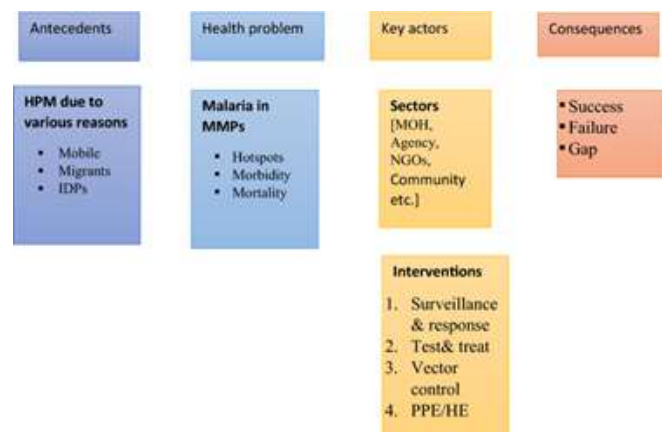 Antecedents
Health problem
Key actors
Consequences
HPM due to
various reasons
▪ Mobile
▪ Migrants
▪ IDPs
Malaria in
MMPs
▪ Hotspots
▪ Morbidity
▪ Mortality
Sectors
[MOH,
Agency,
NGOs,
Community
etc.]
▪ Success
▪ Failure
▪ Gap
Interventions
1. Surveillance
& response
2. Test& treat
3. Vector
control
4. PPE/HE